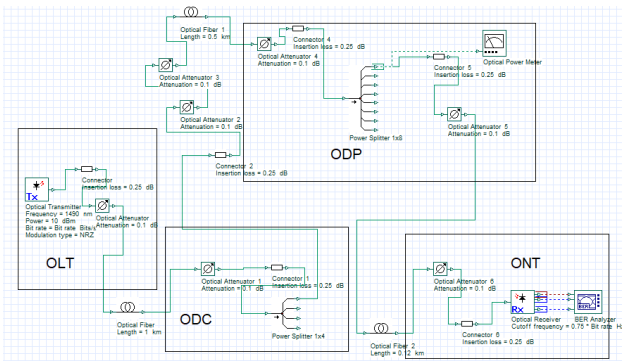 Optical Fiber 1
Length = 0.5 km
Connector 4
Insertion loss = 0.25 dB
Optical Attenuator 4
Attenuation = 0.1 dB
Optical Attenuator 3
Attenuation = 0.1 dB
Optical Power Meter
Connector 5
Insertion loss = 0.25 dB
Optical Attenuator 2
Attenuation = 0.1 dB
Optical Attenuator 5
Attenuation = 0.1 dB
Power Splitter 1x8
ODP
Connector 2
Insertion loss = 0.25 dB
Connector
Insertion loss = 0.25 dB
Tx
Optical Transmitter
Frequency = 1490 nm
Power = 10 dBm
Bit rate = Bit rate Bits/s
Modulation type = NRZ
Optical Attenuator
Attenuation = 0.1 dB
OLT
Optical Attenuator 1
Attenuation = 0.1 dB
Connector 1
Insertion loss = 0.25 dB
Optical Fiber
Length = 1 km
ODC
Power Splitter 1x4
ONT
Optical Attenuator 6
Attenuation = 0.1 dB
Connector 6
Insertion loss = 0.25 dB
Rx
Optical Receiver
Cutoff frequency = 0.75 * Bit rate
BER Analyzer
Optical Fiber 2
Length = 0.12 km